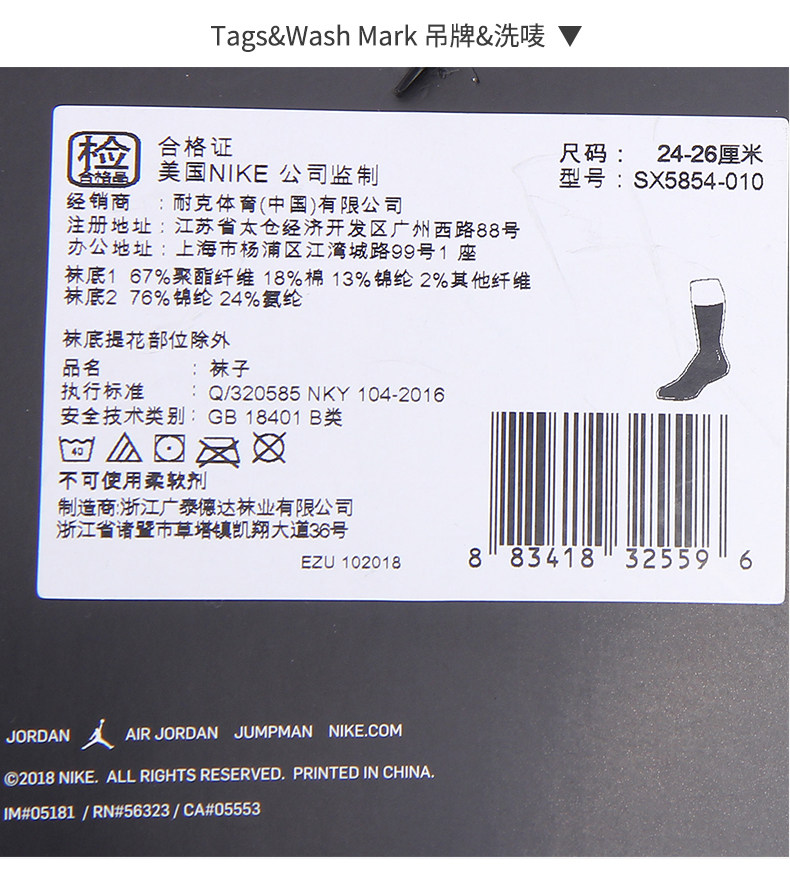 Tags&Wash Mark 吊牌&洗唛 ▼
检
合格品
合格证
美国NIKE 公司监制
尺码： 24-26厘米
型号：SX5854-010
经销商 ：耐克体育(中国)有限公司
注册地址：江苏省太仓经济开发区广州西路88号
办公地址：上海市杨浦区江湾城路99号1 座
袜底1 67%聚酯纤维 18%棉 13%锦纶 2%其他纤维
袜底2 76%锦纶 24%氨纶
袜底提花部位除外
品名 ：袜子
执行标准 ：Q/320585 NKY 104-2016
安全技术类别：GB 18401 B类
40
不可使用柔软剂
制造商:浙江广泰德达袜业有限公司
浙江省诸暨市草塔镇凯翔大道36号
EZU 102018
8 83418 32559 6
JORDAN AIR JORDAN JUMPMAN NIKE.COM
©2018 NIKE. ALL RIGHTS RESERVED. PRINTED IN CHINA.
IM#05181 / RN#56323 / CA#05553